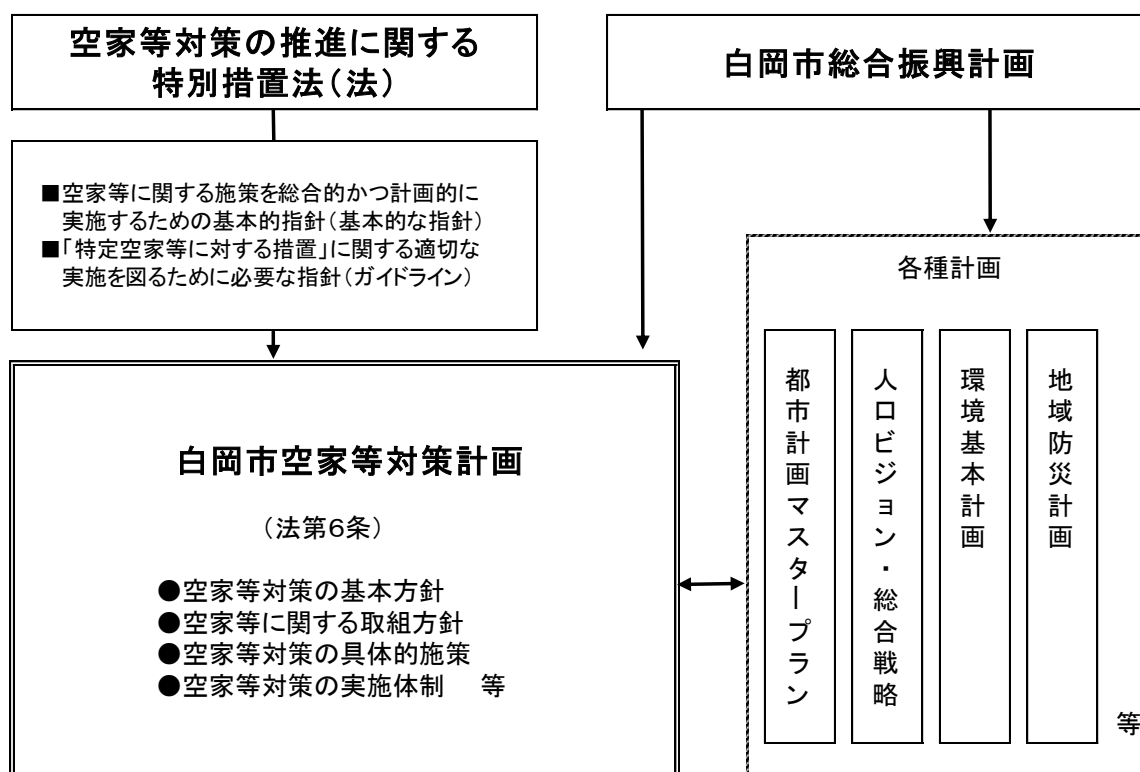 空家等対策の推進に関する
特別措置法(法)
白岡市総合振興計画
■空家等に関する施策を総合的かつ計画的に
実施するための基本的指針(基本的な指針)
■「特定空家等に対する措置」に関する適切な
実施を図るために必要な指針(ガイドライン)
白岡市空家等対策計画
(法第6条)
●空家等対策の基本方針
●空家等に関する取組方針
●空家等対策の具体的施策
●空家等対策の実施体制 等
各種計画
都市計画マスタープラン
人口ビジョン・総合戦略
環境基本計画
地域防災計画
等